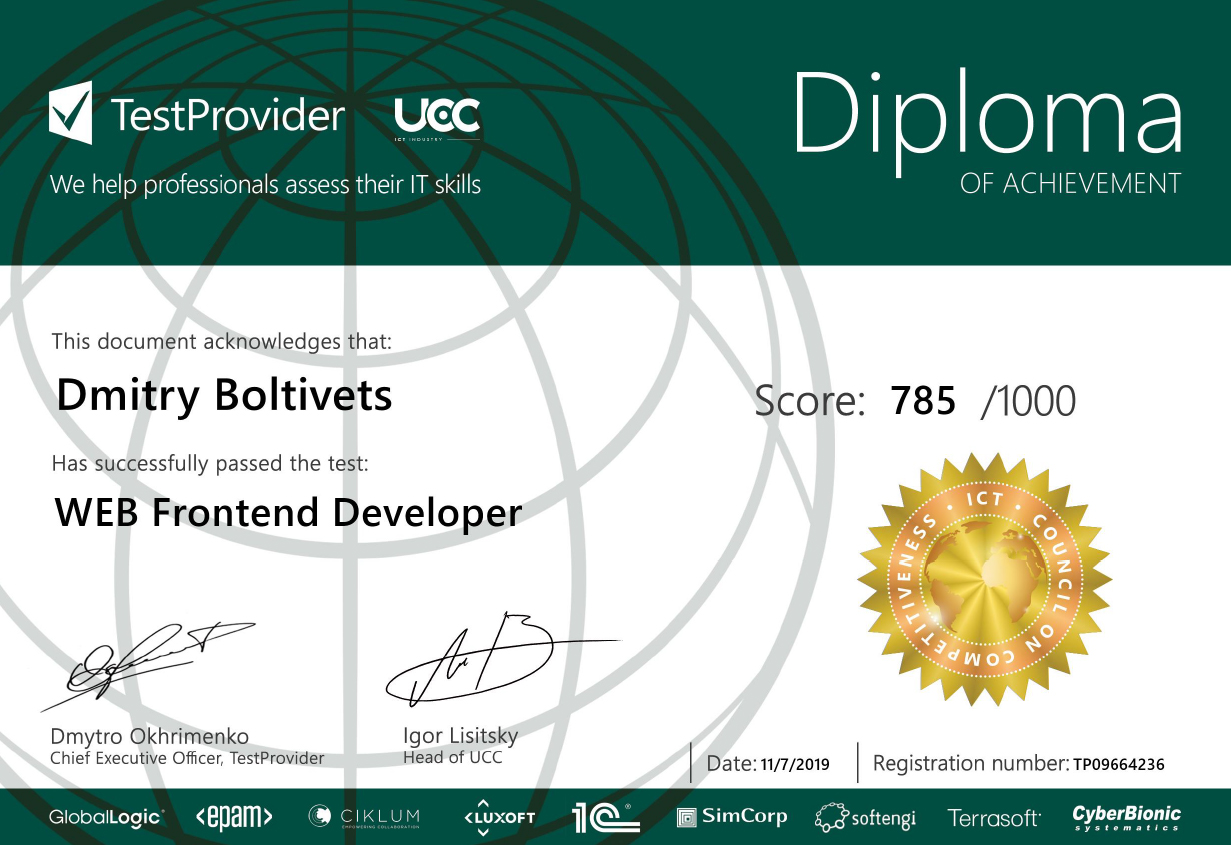 TestProvider
UCC
ICT INDUSTRY
We help professionals assess their IT skills
Diploma
OF ACHIEVEMENT
This document acknowledges that:
Dmitry Boltivets
Score: 785 /1000
Has successfully passed the test:
WEB Frontend Developer
ICT • COUNCIL ON COMPETITIVENESS •
Dmytro Okhrimenko
Chief Executive Officer, TestProvider
Igor Lisitsky
Head of UCC
Date: 11/7/2019
Registration number: TP09664236
GlobalLogic®
<epam>
CIKLUM
EMPOWERING COLLABORATION
<LUXOFT
1C®
SimCorp
softengi
Terrasoft
CyberBionic
systematics